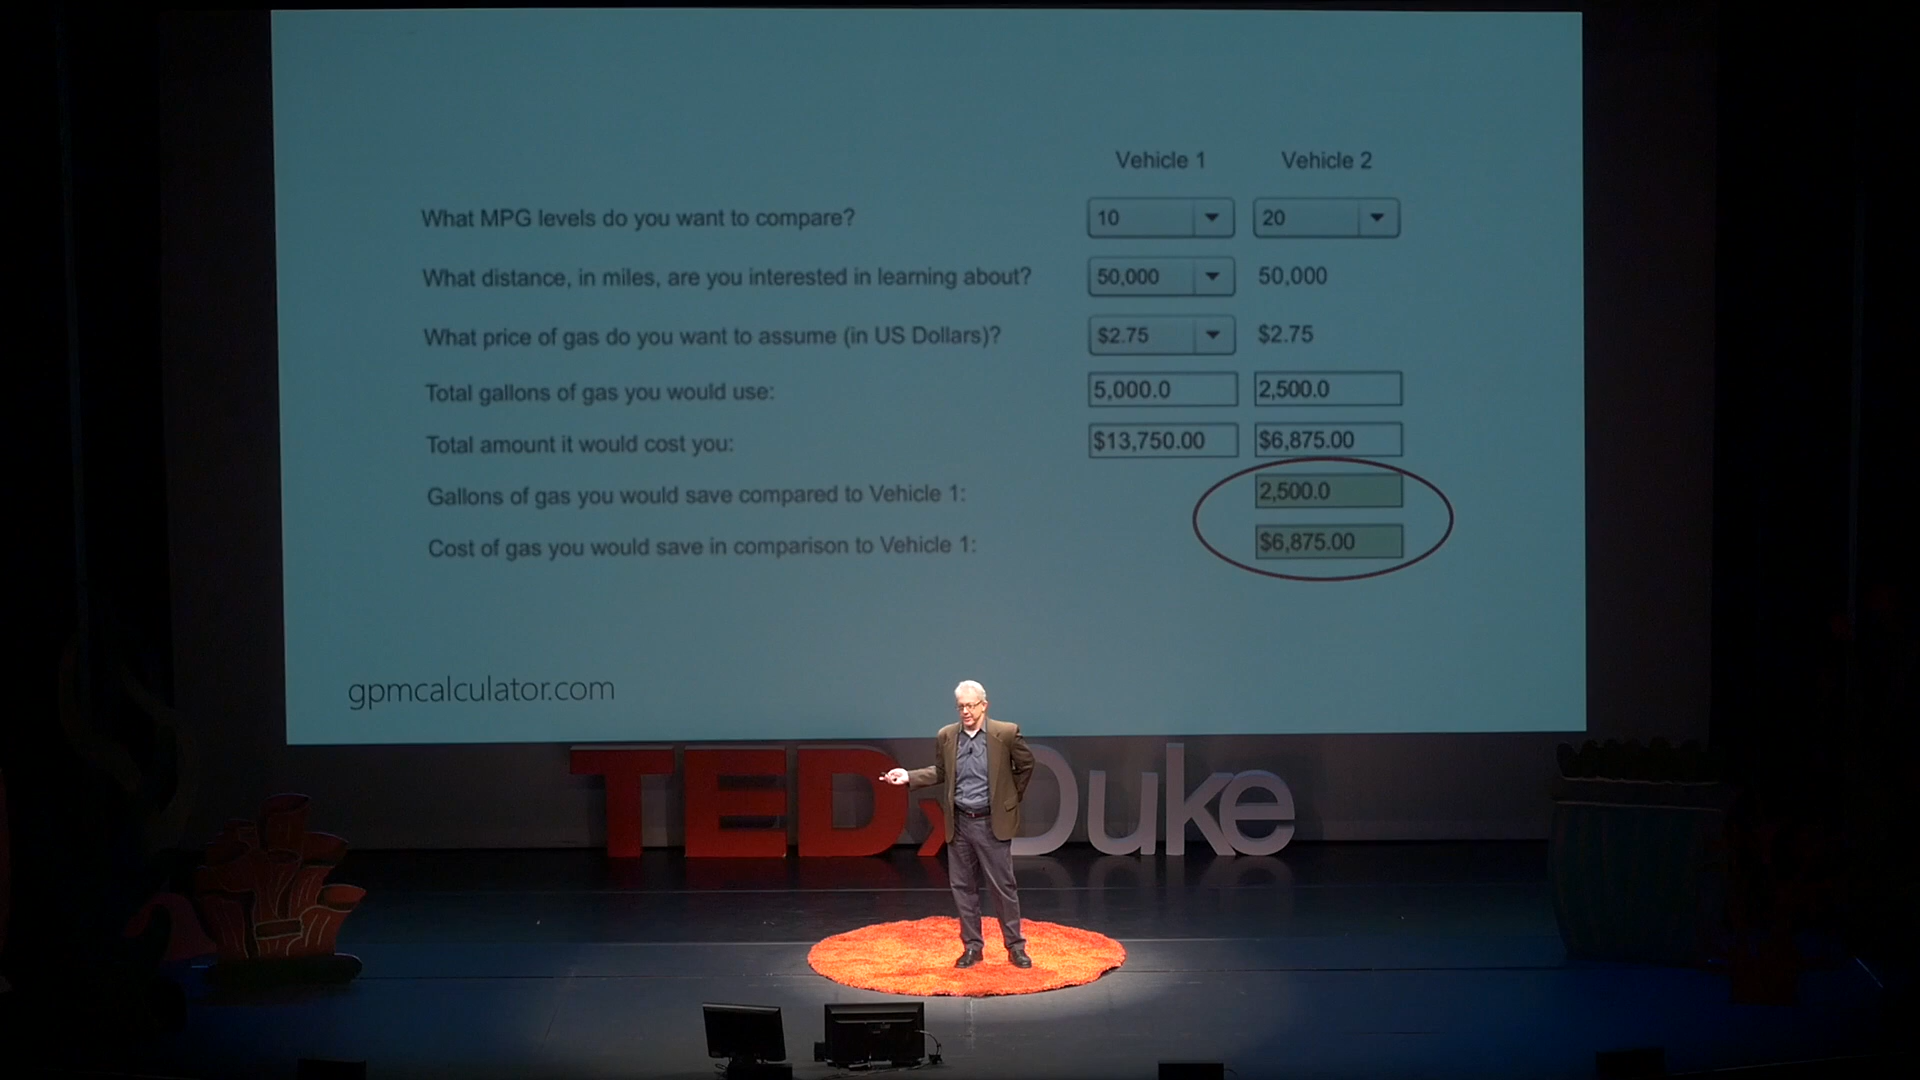 Vehicle 1 Vehicle 2
What MPG levels do you want to compare? 10 20
What distance, in miles, are you interested in learning about? 50,000 50,000
What price of gas do you want to assume (in US Dollars)? $2.75 $2.75
Total gallons of gas you would use: 5,000.0 2,500.0
Total amount it would cost you: $13,750.00 $6,875.00
Gallons of gas you would save compared to Vehicle 1: 2,500.0
Cost of gas you would save in comparison to Vehicle 1: $6,875.00
gpmcalculator.com
TEDxDuke